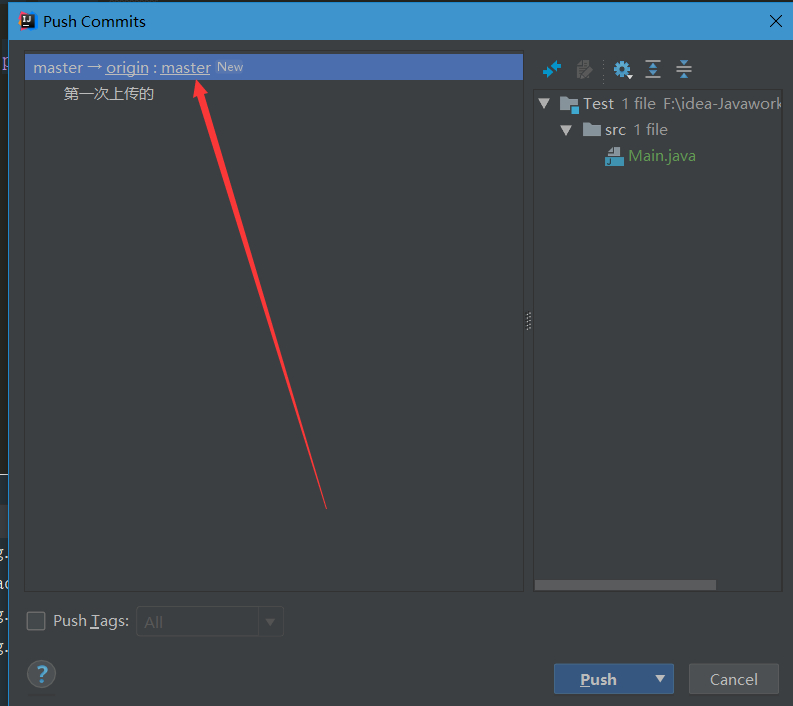 Push Commits
master → origin : master New
第一次上传的
Test 1 file F:\idea-Javawork
src 1 file
Main.java
Push Tags: All
?
Push Cancel